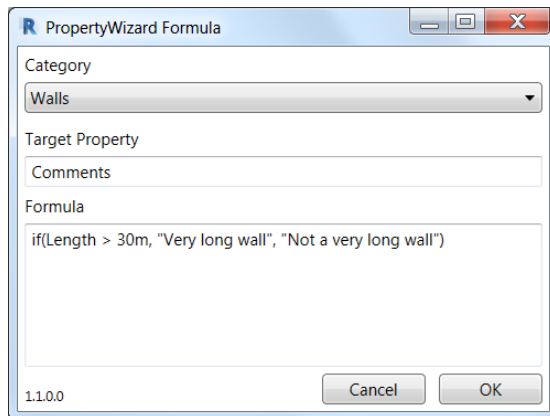 PropertyWizard Formula
Category
Walls
Target Property
Comments
Formula
if(Length > 30m, "Very long wall", "Not a very long wall")
1.1.0.0
Cancel
OK